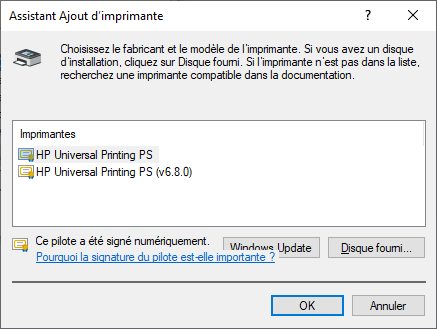 Assistant Ajout d'imprimante
Choisissez le fabricant et le modèle de l'imprimante. Si vous avez un disque
d'installation, cliquez sur Disque fourni. Si l'imprimante n'est pas dans la liste,
recherchez une imprimante compatible dans la documentation.
Imprimantes
HP Universal Printing PS
HP Universal Printing PS (v6.8.0)
Ce pilote a été signé numériquement.
Windows Update
Disque fourni...
Pourquoi la signature du pilote est-elle importante ?
OK
Annuler